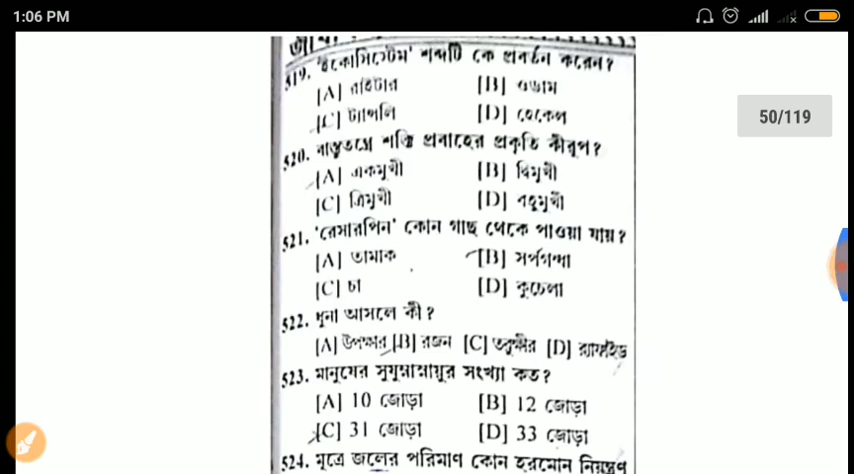 1:06 PM
50/119
519. 'ইকোসিস্টেম' শব্দটি কে প্রবর্তন করেন?
[A] রাইটার [B] ওডাম
[C] ট্যান্সলি [D] হেকেল
520. বাস্তুতন্ত্রে শক্তি প্রবাহের প্রকৃতি কীরূপ?
[A] একমুখী [B] দ্বিমুখী
[C] ত্রিমুখী [D] বহুমুখী
521. 'রেসারপিন' কোন গাছ থেকে পাওয়া যায়?
[A] তামাক [B] সর্পগন্ধা
[C] চা [D] কুচেলা
522. ধুনা আসলে কী?
[A] উপক্ষার [B] রজন [C] তরুক্ষীর [D] র‍্যাফাইড
523. মানুষের সুষুম্নাস্নায়ুর সংখ্যা কত?
[A] 10 জোড়া [B] 12 জোড়া
[C] 31 জোড়া [D] 33 জোড়া
524. মূত্রে জলের পরিমাণ কোন হরমোন নিয়ন্ত্রণ